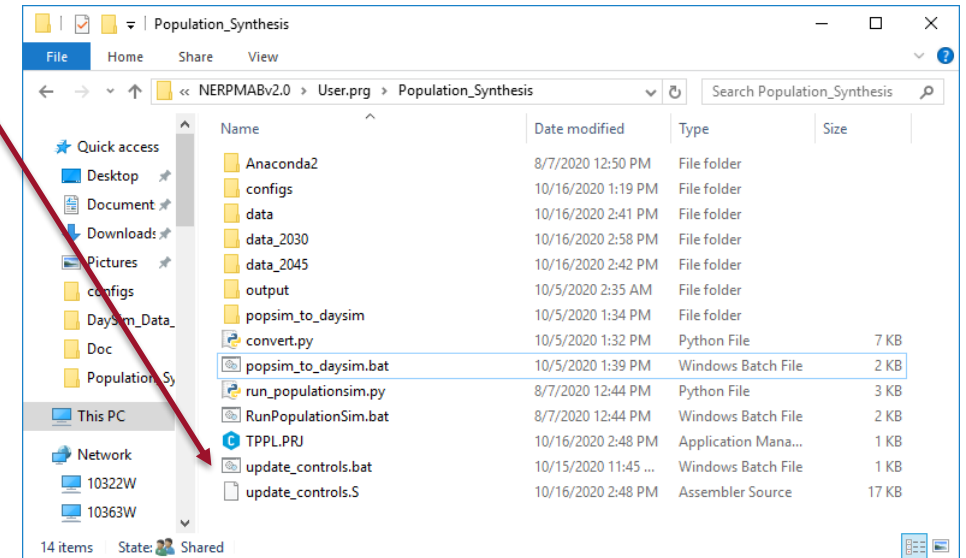 Population_Synthesis
File Home Share View
« NERPMABv2.0 › User.prg › Population_Synthesis Search Population_Synthesis
Name Date modified Type Size
Quick access
Desktop
Document
Downloads
Pictures
configs
DaySim_Data_
Doc
Population_Sy
This PC
Network
10322W
10363W
Anaconda2 8/7/2020 12:50 PM File folder
configs 10/16/2020 1:19 PM File folder
data 10/16/2020 2:41 PM File folder
data_2030 10/16/2020 2:58 PM File folder
data_2045 10/16/2020 2:42 PM File folder
output 10/5/2020 2:35 AM File folder
popsim_to_daysim 10/5/2020 1:34 PM File folder
convert.py 10/5/2020 1:32 PM Python File 7 KB
popsim_to_daysim.bat 10/5/2020 1:39 PM Windows Batch File 2 KB
run_populationsim.py 8/7/2020 12:44 PM Python File 3 KB
RunPopulationSim.bat 8/7/2020 12:44 PM Windows Batch File 2 KB
TPPL.PRJ 10/16/2020 2:48 PM Application Mana... 1 KB
update_controls.bat 10/15/2020 11:45 ... Windows Batch File 1 KB
update_controls.S 10/16/2020 2:48 PM Assembler Source 17 KB
14 items State: Shared